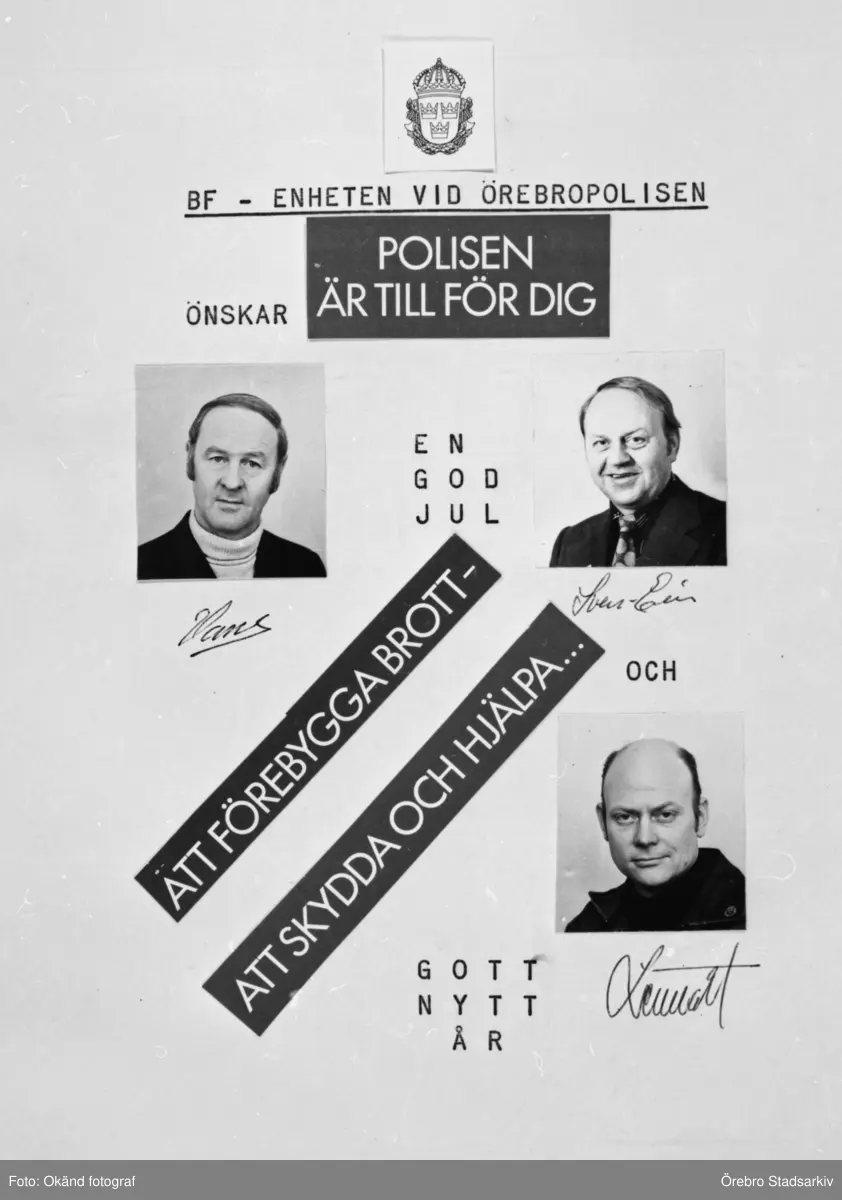 BF - ENHETEN VID ÖREBROPOLISEN
POLISEN
ÄR TILL FÖR DIG
ÖNSKAR
EN
GOD
JUL
Hans
Sven-Erik
ATT FÖREBYGGA BROTT-
ATT SKYDDA OCH HJÄLPA...
OCH
Lennart
GOTT
NYTT
ÅR
Foto: Okänd fotograf
Örebro Stadsarkiv